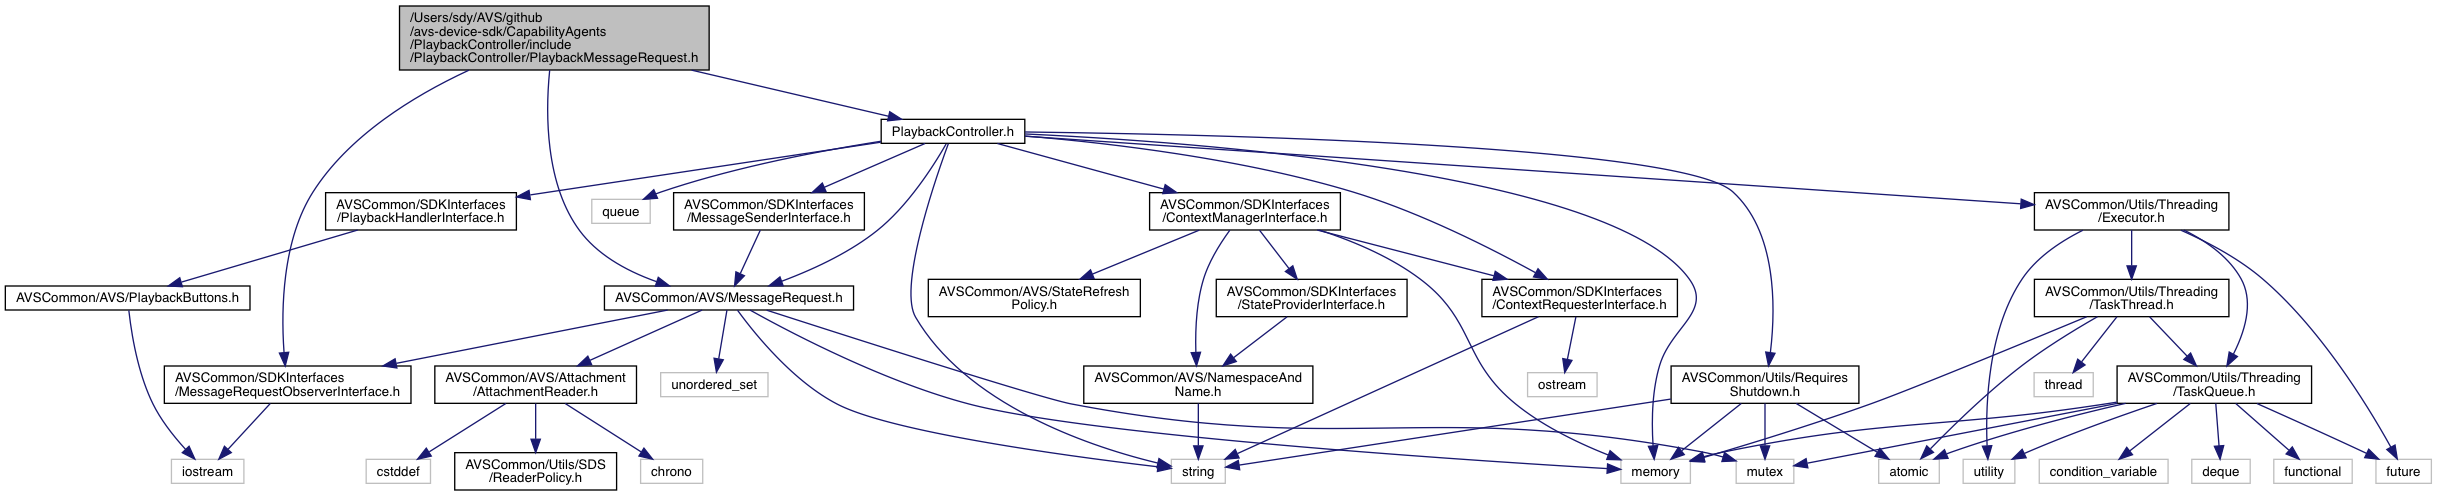 /Users/sdy/AVS/github
/avs-device-sdk/CapabilityAgents
/PlaybackController/include
/PlaybackController/PlaybackMessageRequest.h
PlaybackController.h
AVSCommon/SDKInterfaces
/PlaybackHandlerInterface.h
queue
AVSCommon/SDKInterfaces
/MessageSenderInterface.h
AVSCommon/SDKInterfaces
/ContextManagerInterface.h
AVSCommon/Utils/Threading
/Executor.h
AVSCommon/AVS/PlaybackButtons.h
AVSCommon/AVS/MessageRequest.h
AVSCommon/AVS/StateRefresh
Policy.h
AVSCommon/SDKInterfaces
/StateProviderInterface.h
AVSCommon/SDKInterfaces
/ContextRequesterInterface.h
AVSCommon/Utils/Threading
/TaskThread.h
AVSCommon/SDKInterfaces
/MessageRequestObserverInterface.h
AVSCommon/AVS/Attachment
/AttachmentReader.h
unordered_set
AVSCommon/AVS/NamespaceAnd
Name.h
ostream
AVSCommon/Utils/Requires
Shutdown.h
thread
AVSCommon/Utils/Threading
/TaskQueue.h
iostream
cstddef
AVSCommon/Utils/SDS
/ReaderPolicy.h
chrono
string
memory
mutex
atomic
utility
condition_variable
deque
functional
future